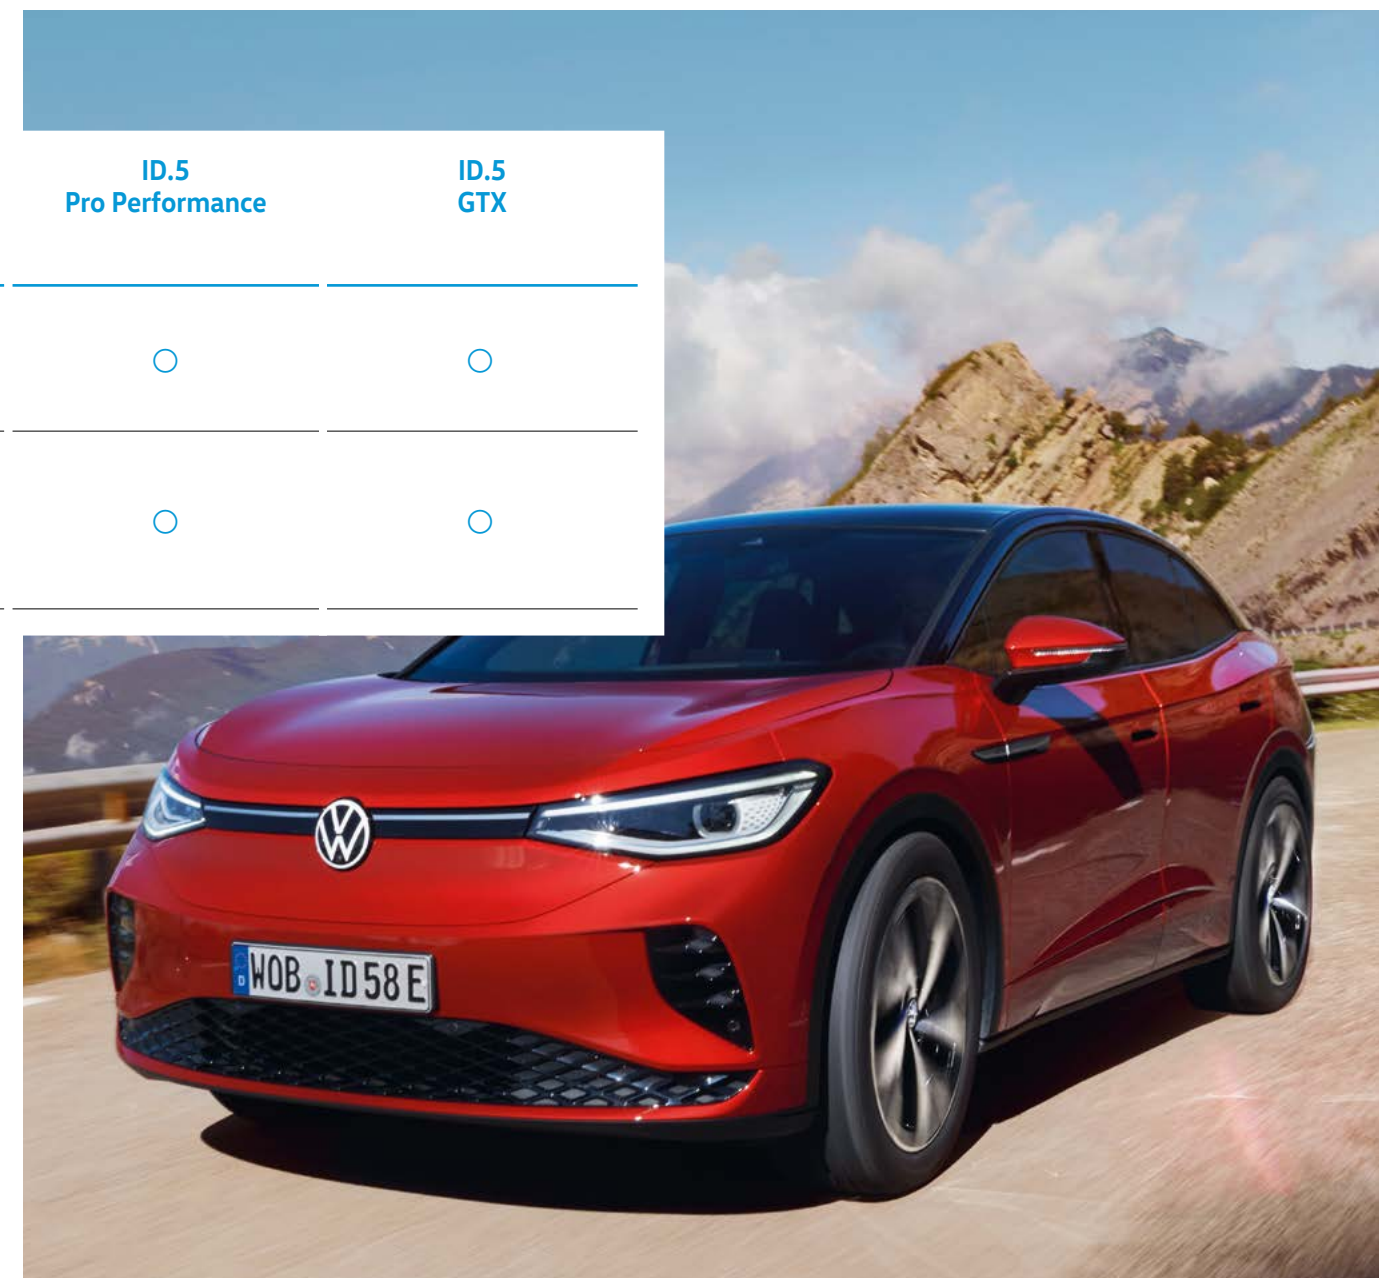 ID.5
Pro Performance
ID.5
GTX
○ ○
○ ○
WOB ID 58 E
D